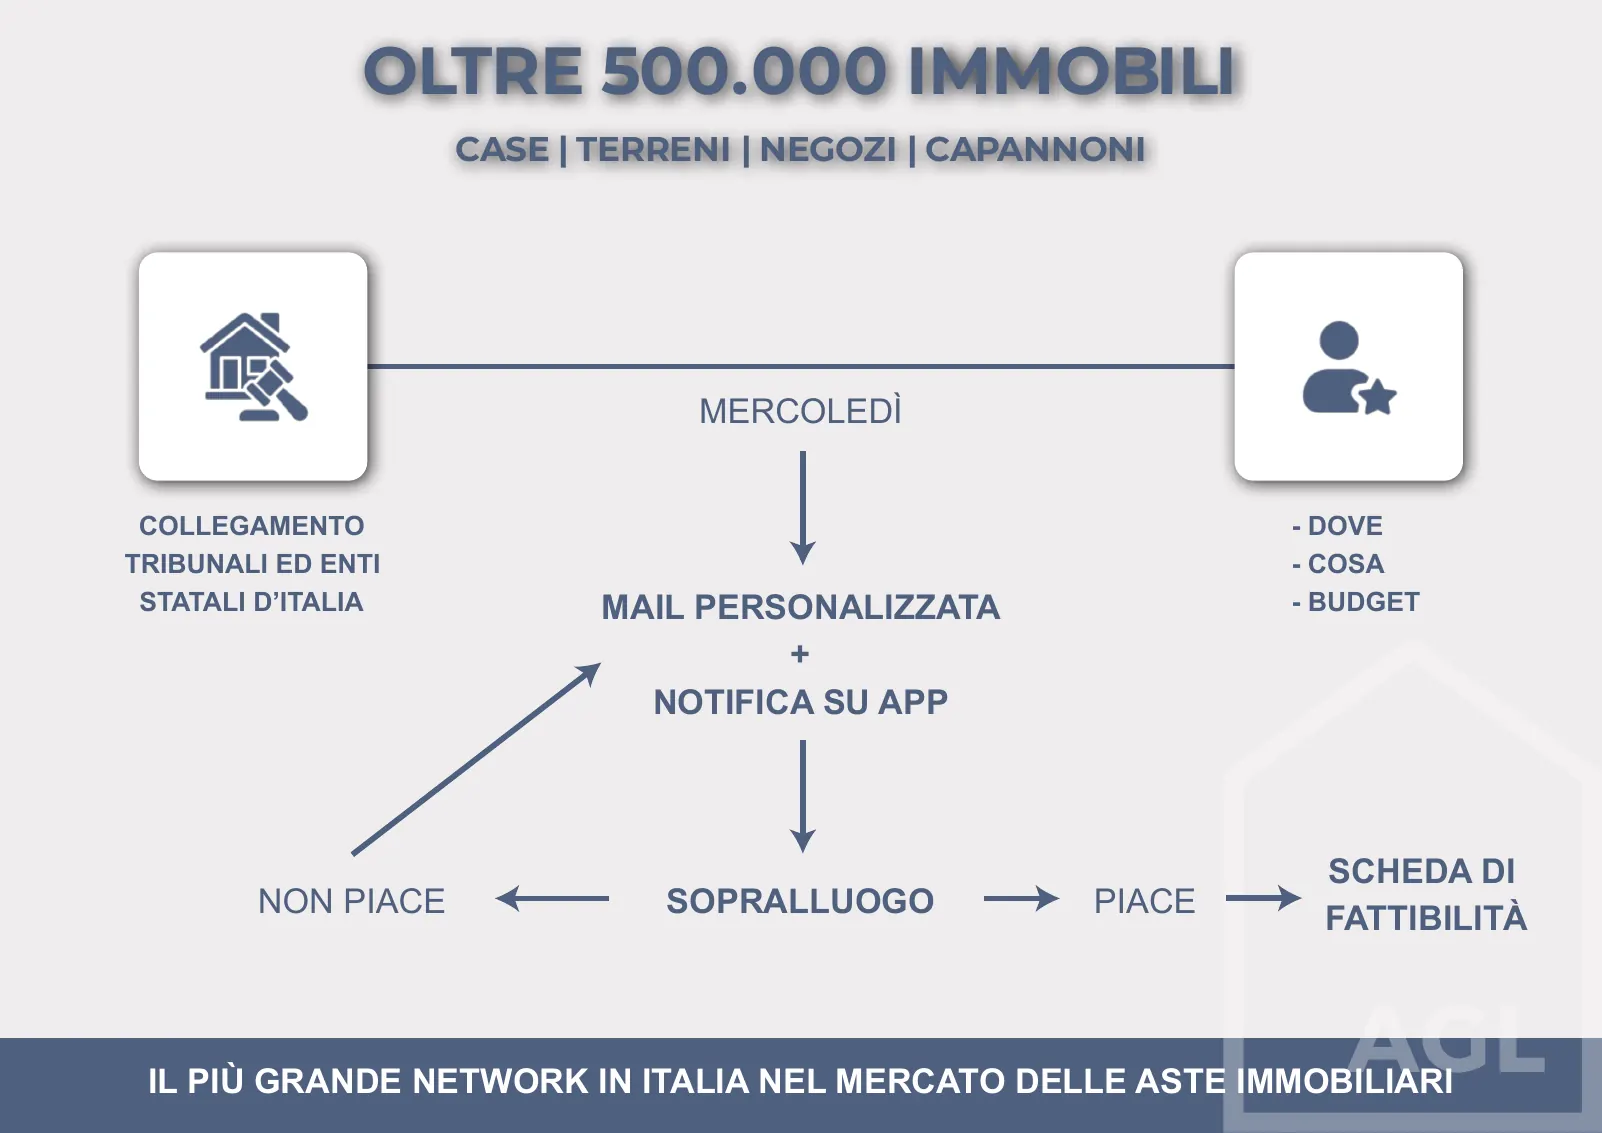 OLTRE 500.000 IMMOBILI
CASE | TERRENI | NEGOZI | CAPANNONI
MERCOLEDÌ
COLLEGAMENTO
TRIBUNALI ED ENTI
STATALI D’ITALIA
- DOVE
- COSA
- BUDGET
MAIL PERSONALIZZATA
+
NOTIFICA SU APP
NON PIACE
SOPRALLUOGO
PIACE
SCHEDA DI
FATTIBILITÀ
AGL
IL PIÙ GRANDE NETWORK IN ITALIA NEL MERCATO DELLE ASTE IMMOBILIARI